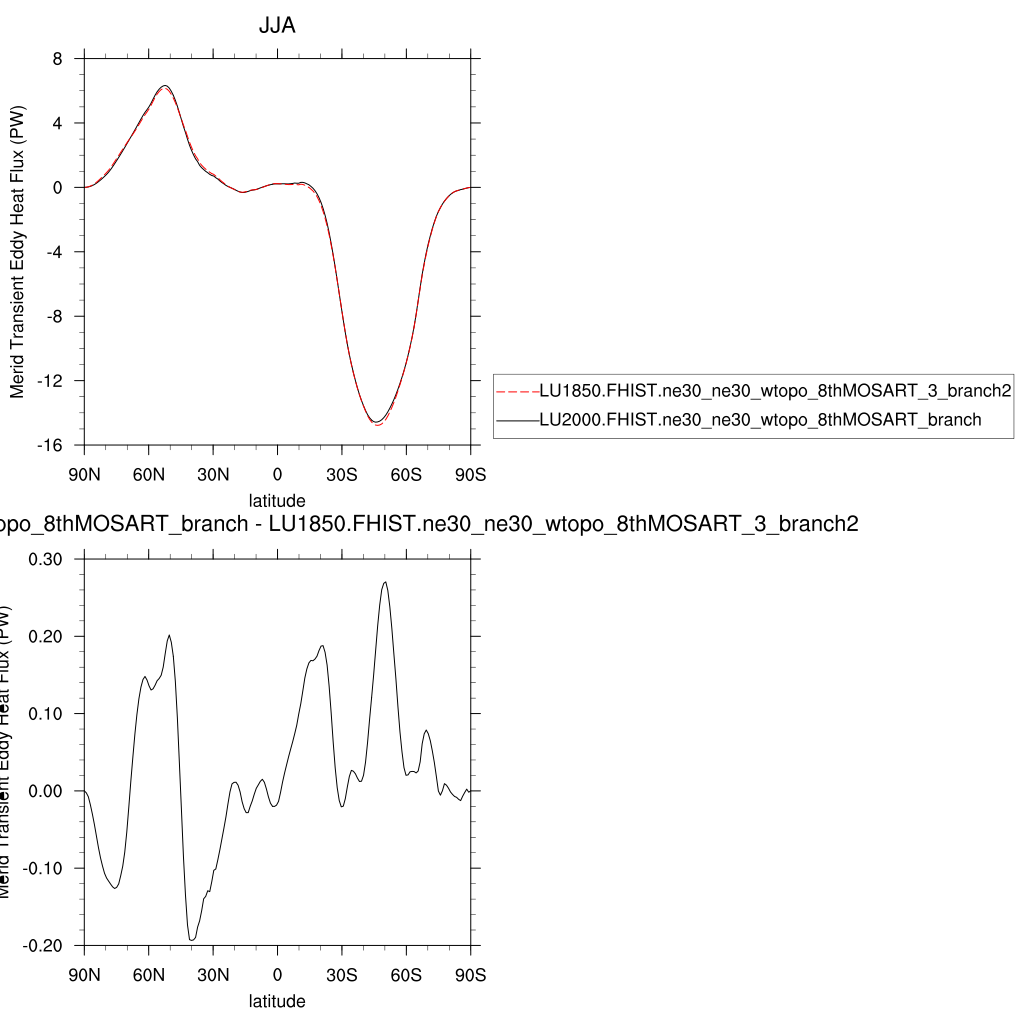 JJA
Merid Transient Eddy Heat Flux (PW)
8
4
0
-4
-8
-12
-16
90N 60N 30N 0 30S 60S 90S
latitude
LU1850.FHIST.ne30_ne30_wtopo_8thMOSART_3_branch2
LU2000.FHIST.ne30_ne30_wtopo_8thMOSART_branch
opo_8thMOSART_branch - LU1850.FHIST.ne30_ne30_wtopo_8thMOSART_3_branch2
Merid Transient Eddy Heat Flux (PW)
0.30
0.20
0.10
0.00
-0.10
-0.20
90N 60N 30N 0 30S 60S 90S
latitude